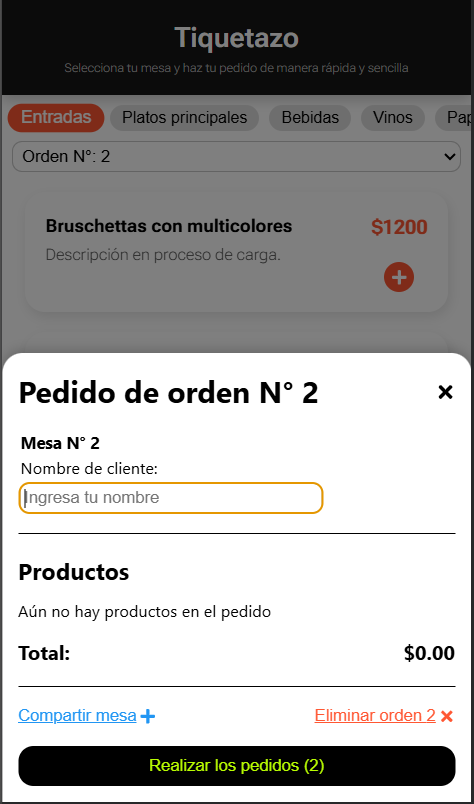 Tiquetazo
Selecciona tu mesa y haz tu pedido de manera rápida y sencilla
Entradas Platos principales Bebidas Vinos Pap
Orden N°: 2
Bruschettas con multicolores $1200
Descripción en proceso de carga.
Pedido de orden N° 2
Mesa N° 2
Nombre de cliente:
Ingresa tu nombre
Productos
Aún no hay productos en el pedido
Total: $0.00
Compartir mesa Eliminar orden 2
Realizar los pedidos (2)